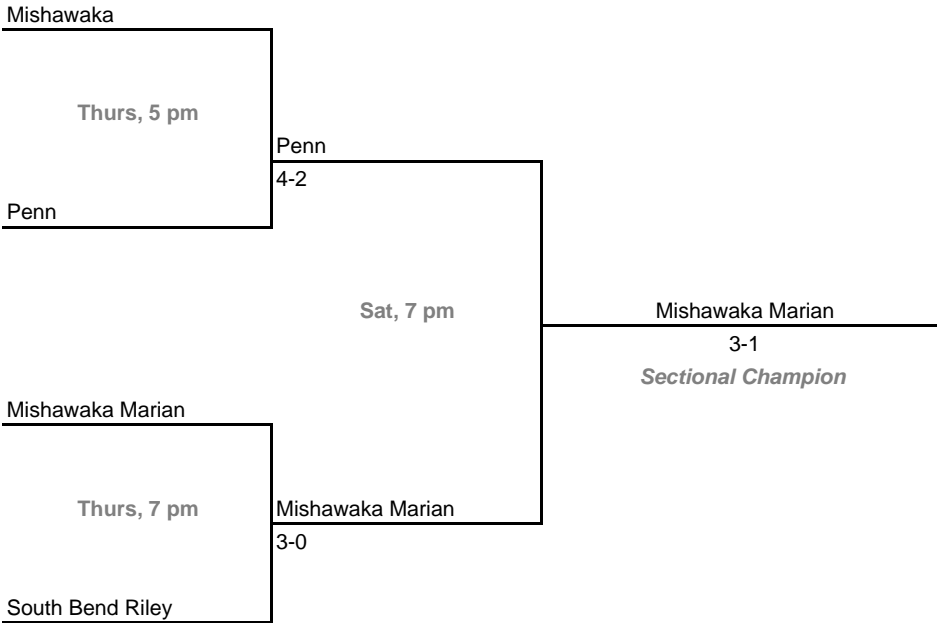 Mishawaka
Thurs, 5 pm
Penn
4-2
Penn
Sat, 7 pm
Mishawaka Marian
3-1
Sectional Champion
Mishawaka Marian
Thurs, 7 pm
Mishawaka Marian
3-0
South Bend Riley